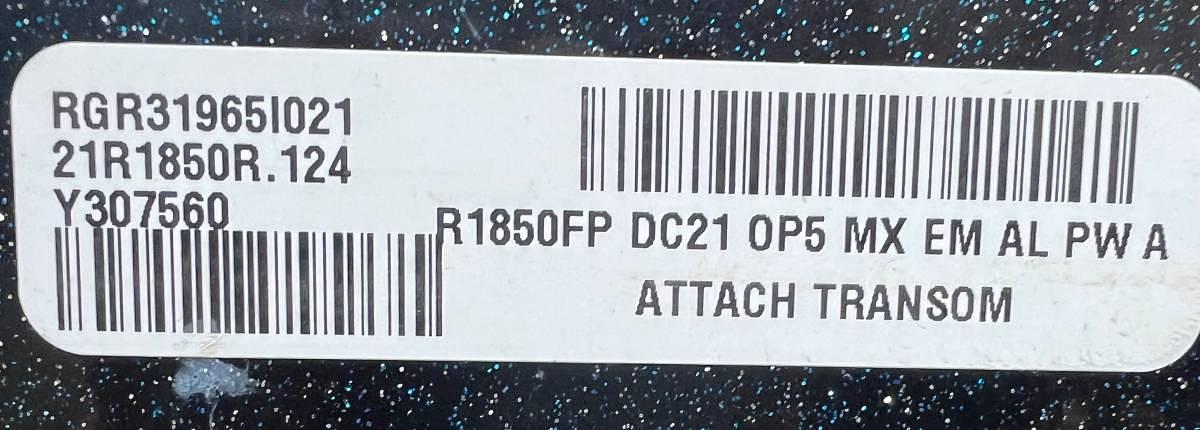 RGR31965I021
21R1850R.124
Y307560
R1850FP DC21 OP5 MX EM AL PW A
ATTACH TRANSOM